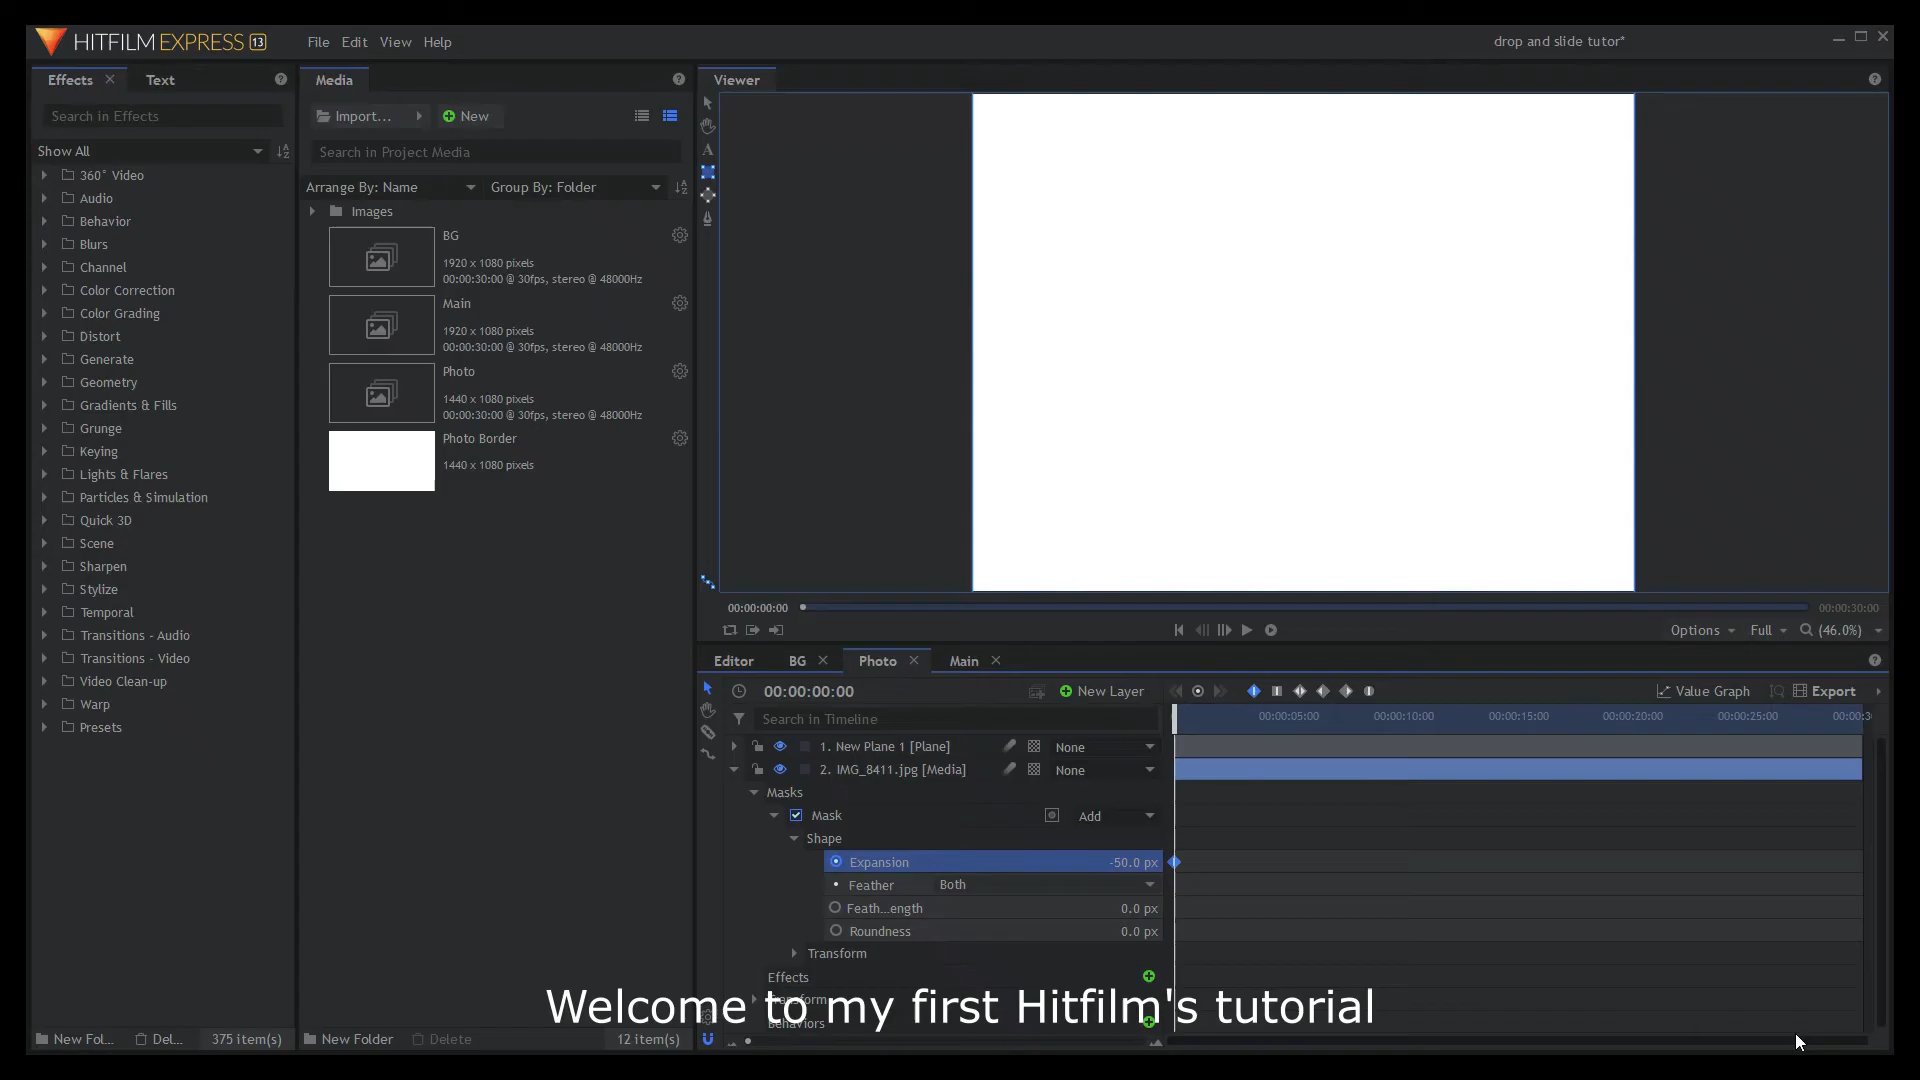 HITFILM EXPRESS 13
File Edit View Help
drop and slide tutor*
Effects
Text
Search in Effects
Show All
360° Video
Audio
Behavior
Blurs
Channel
Color Correction
Color Grading
Distort
Generate
Geometry
Gradients & Fills
Grunge
Keying
Lights & Flares
Particles & Simulation
Quick 3D
Scene
Sharpen
Stylize
Temporal
Transitions - Audio
Transitions - Video
Video Clean-up
Warp
Presets
New Fol...
Del...
375 item(s)
Media
Import...
New
Search in Project Media
Arrange By: Name
Group By: Folder
Images
BG
1920 x 1080 pixels
00:00:30:00 @ 30fps, stereo @ 48000Hz
Main
1920 x 1080 pixels
00:00:30:00 @ 30fps, stereo @ 48000Hz
Photo
1440 x 1080 pixels
00:00:30:00 @ 30fps, stereo @ 48000Hz
Photo Border
1440 x 1080 pixels
New Folder
Delete
12 item(s)
Viewer
00:00:00:00
00:00:30:00
Options
Full
(46.0%)
Editor
BG
Photo
Main
00:00:00:00
New Layer
Value Graph
Export
Search in Timeline
00:00:05:00
00:00:10:00
00:00:15:00
00:00:20:00
00:00:25:00
00:00:3
1. New Plane 1 [Plane]
None
2. IMG_8411.jpg [Media]
None
Masks
Mask
Add
Shape
Expansion
-50.0 px
Feather
Both
Feath...ength
0.0 px
Roundness
0.0 px
Transform
Effects
Transform
Behaviors
Welcome to my first Hitfilm's tutorial